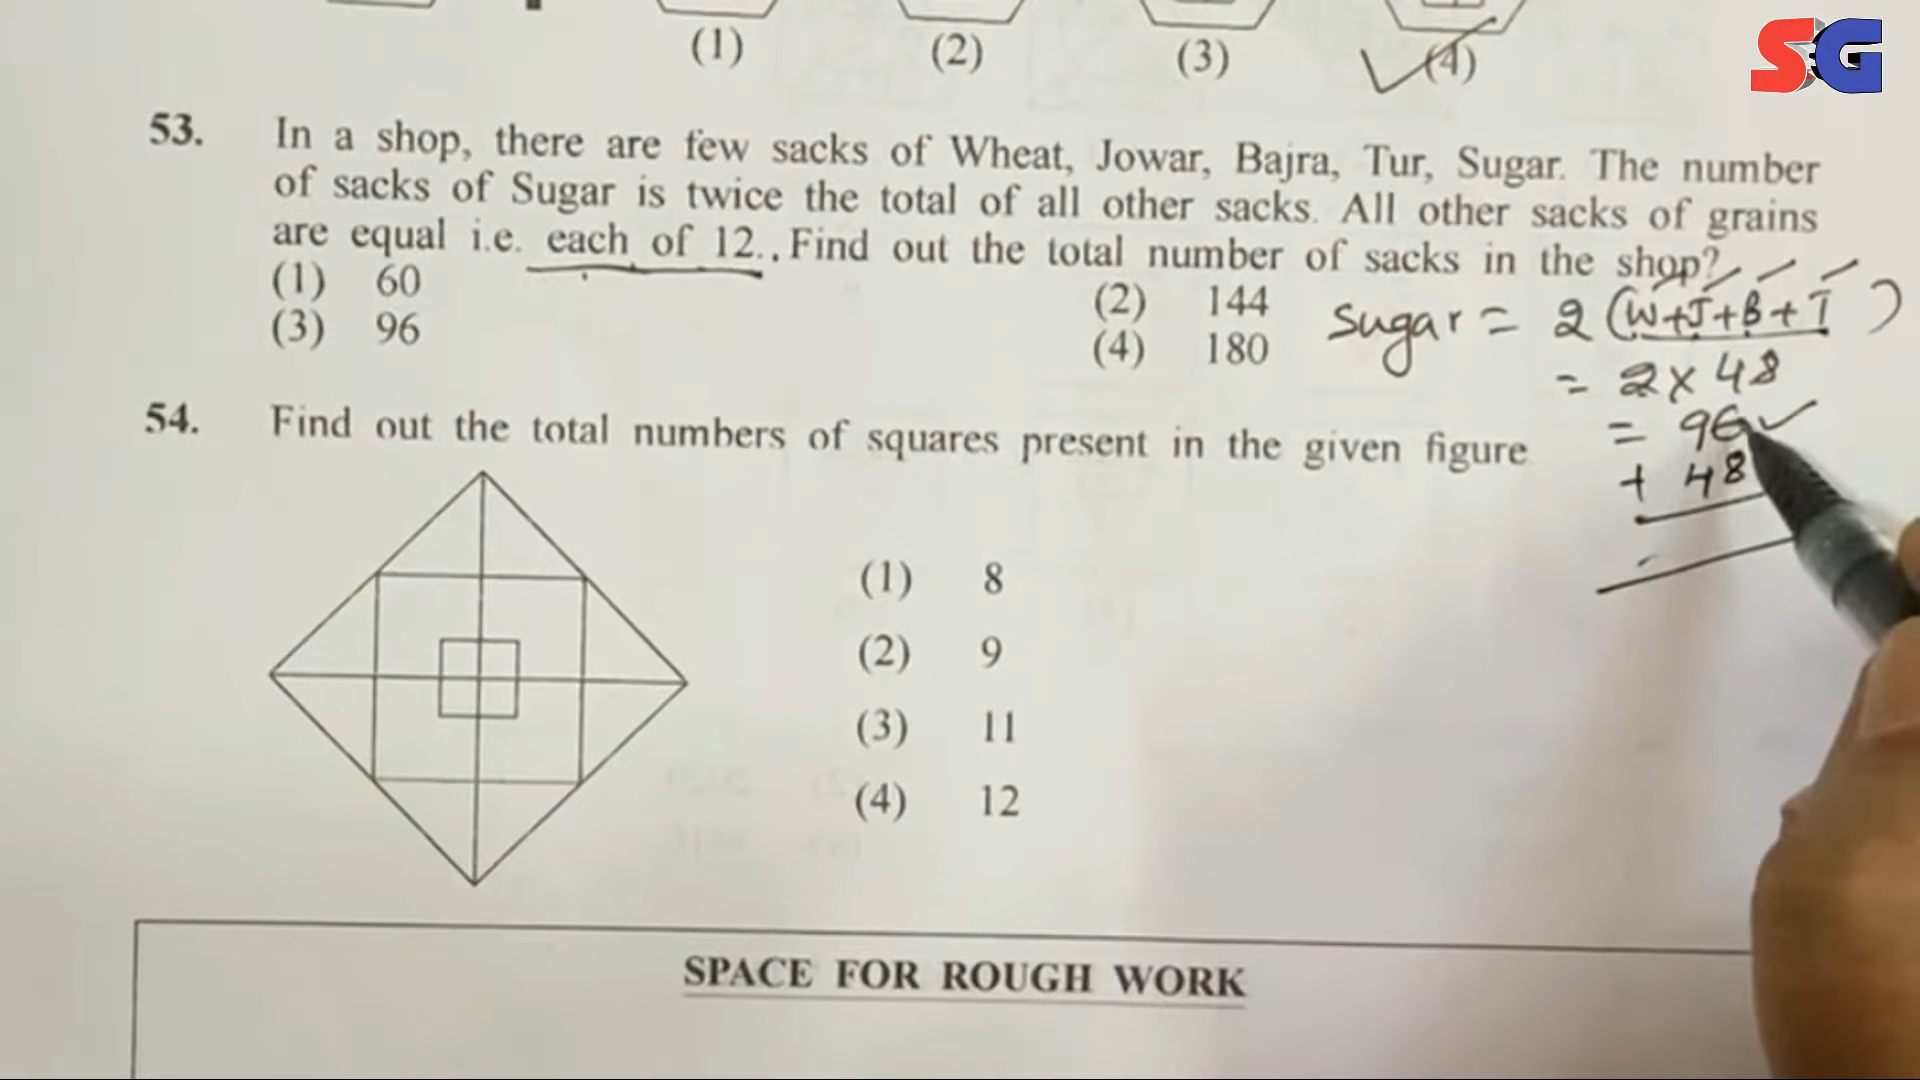 (1) (2) (3) (4)
SG
53. In a shop, there are few sacks of Wheat, Jowar, Bajra, Tur, Sugar. The number
of sacks of Sugar is twice the total of all other sacks. All other sacks of grains
are equal i.e. each of 12. Find out the total number of sacks in the shop?
(1) 60 (2) 144
(3) 96 (4) 180
Sugar = 2 (W+J+B+T)
= 2 x 48
= 96
+ 48
54. Find out the total numbers of squares present in the given figure
(1) 8
(2) 9
(3) 11
(4) 12
SPACE FOR ROUGH WORK